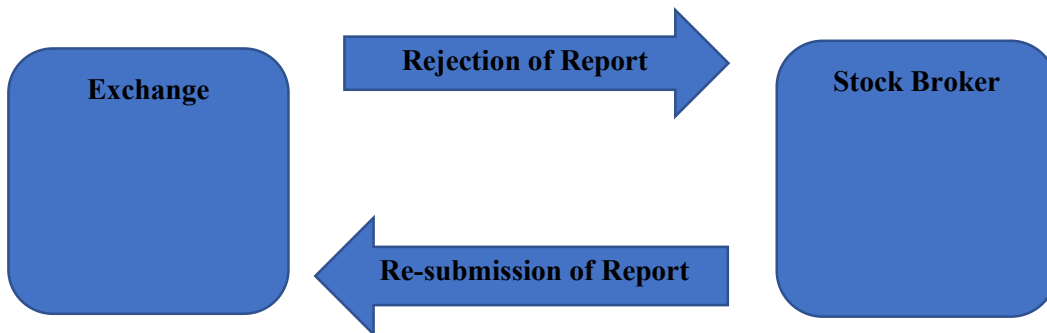 Exchange
Rejection of Report
Stock Broker
Re-submission of Report